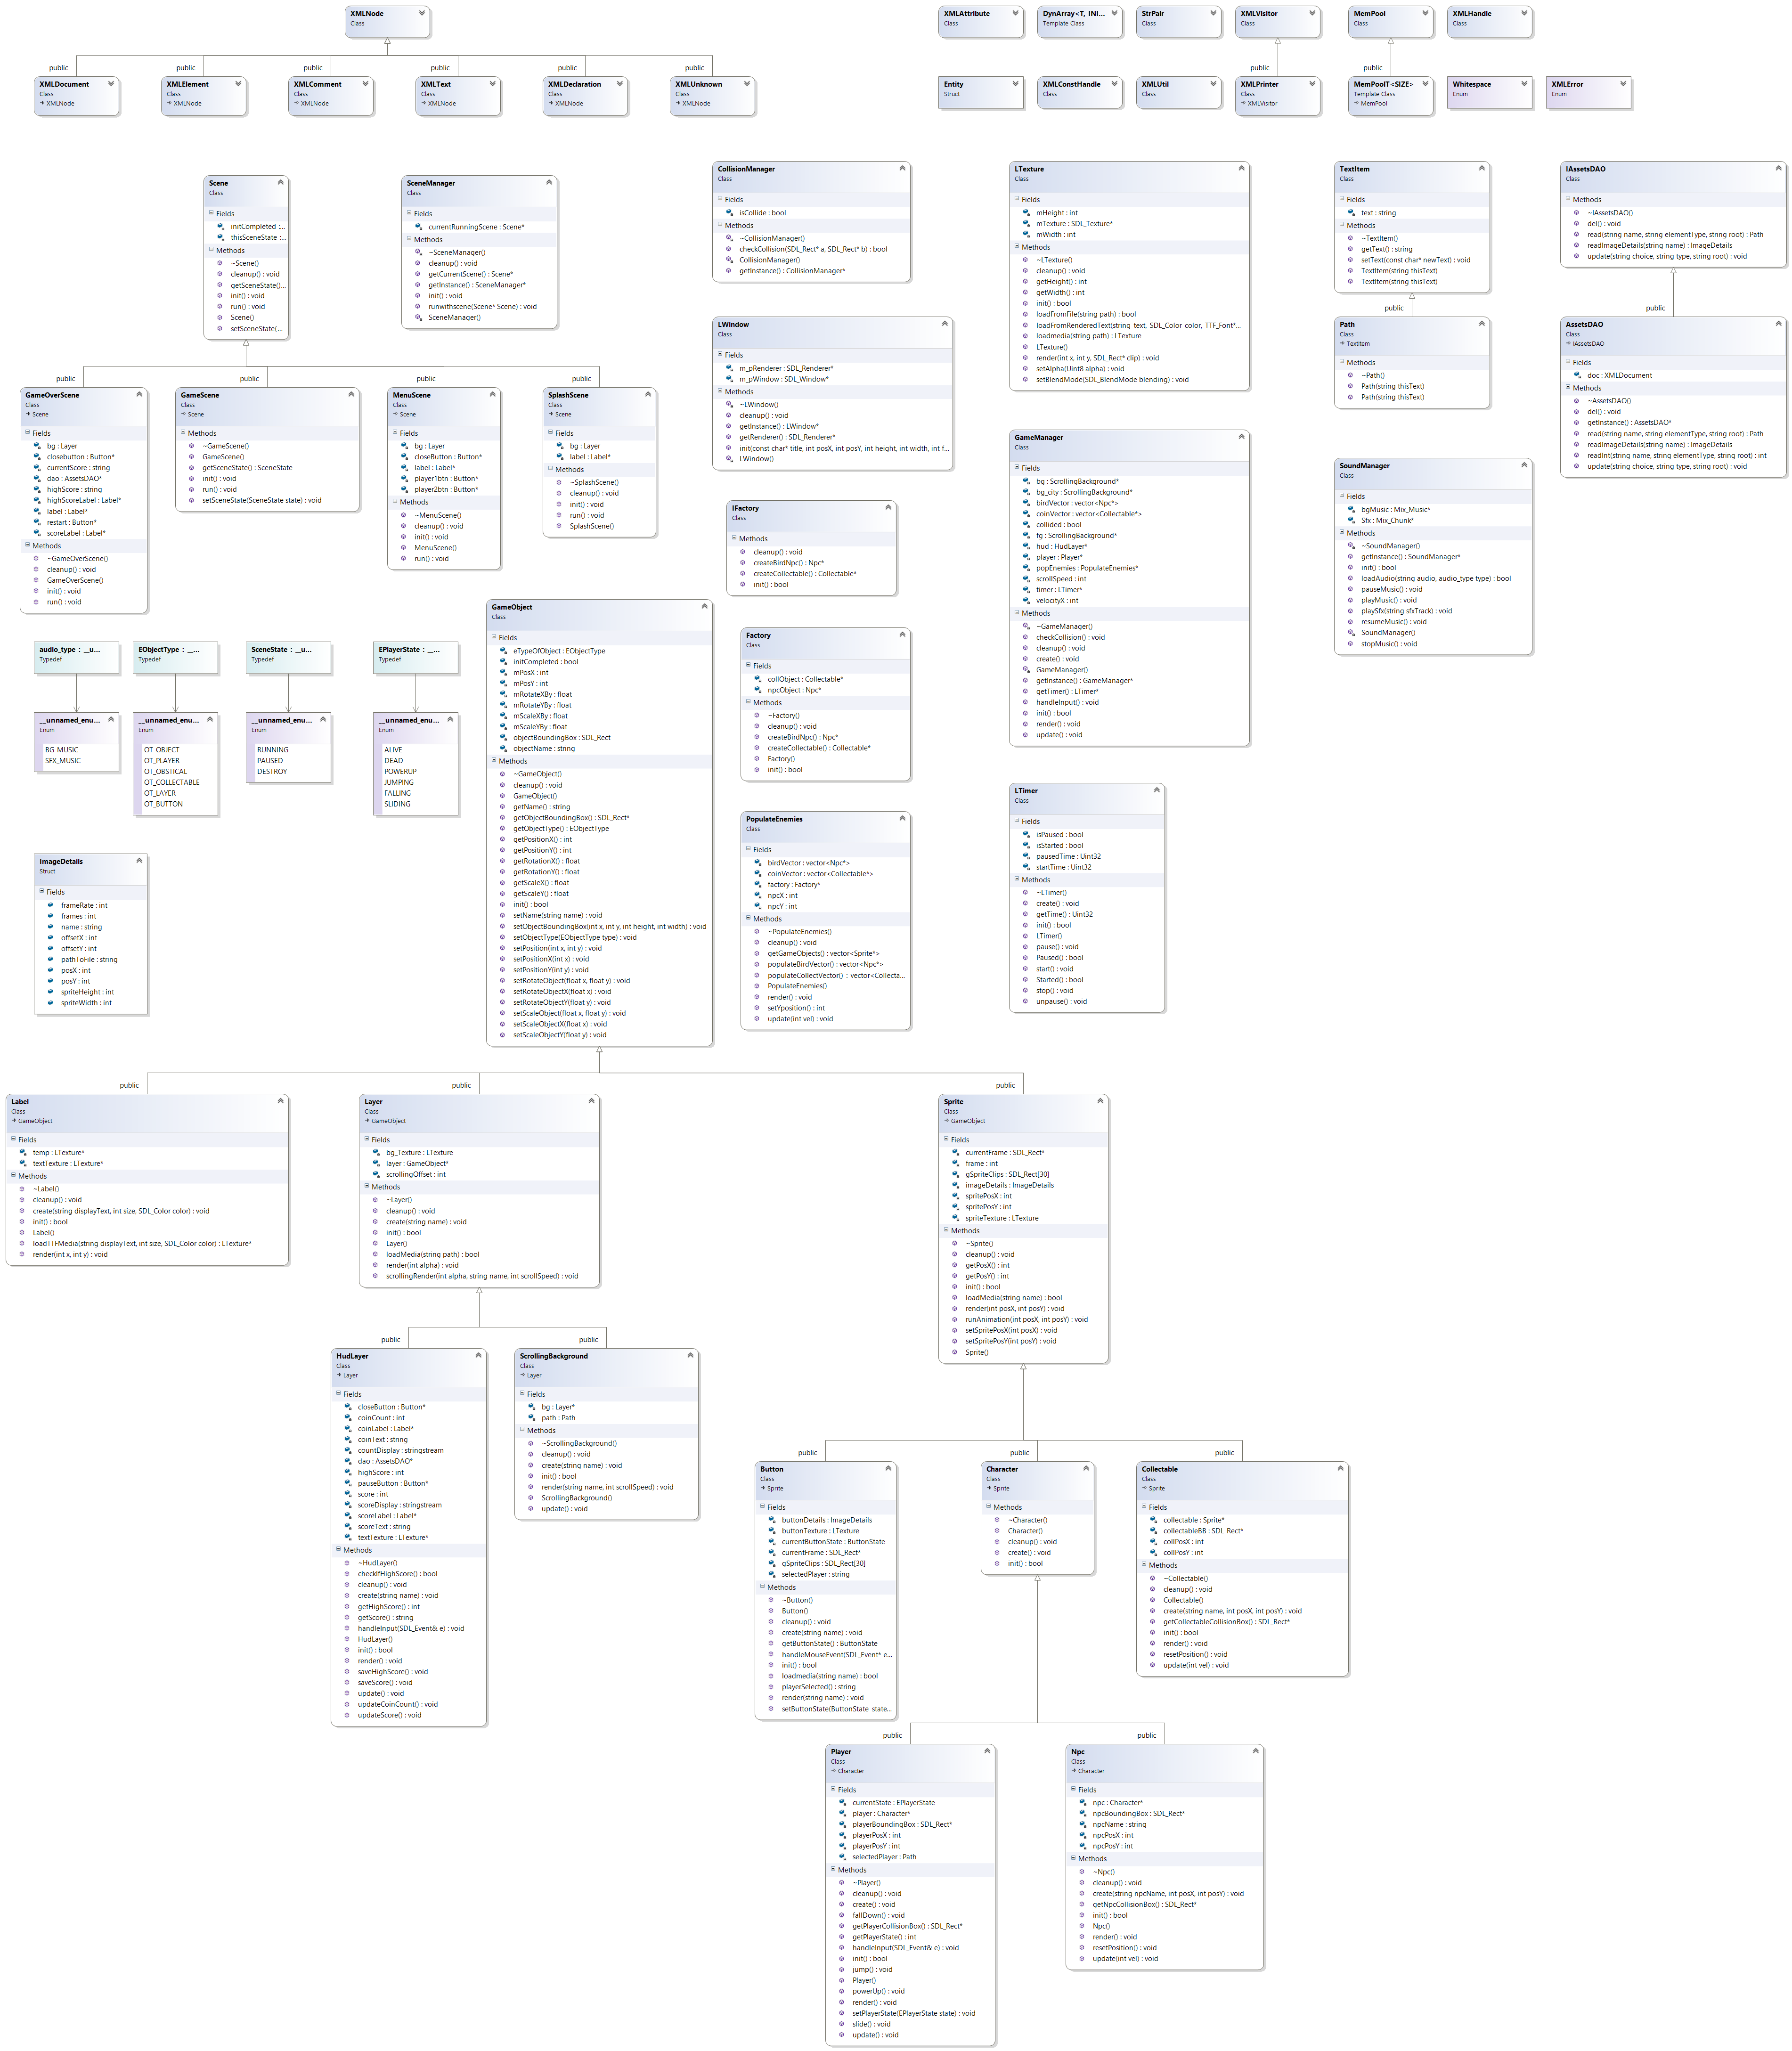 XMLNode
Class
public
public
public
public
public
public
XMLDocument
Class
XMLNode
XMLElement
Class
XMLNode
XMLComment
Class
XMLNode
XMLText
Class
XMLNode
XMLDeclaration
Class
XMLNode
XMLUnknown
Class
XMLNode
XMLAttribute
Class
DynArray<T, INI...
Template Class
StrPair
Class
XMLVisitor
Class
MemPool
Class
XMLHandle
Class
public
public
Entity
Struct
XMLConstHandle
Class
XMLUtil
Class
XMLPrinter
Class
XMLVisitor
MemPoolT<SIZE>
Template Class
MemPool
Whitespace
Enum
XMLError
Enum
Scene
Class
Fields
initCompleted :...
thisSceneState :...
Methods
~Scene()
cleanup() : void
getSceneState()...
init() : void
run() : void
Scene()
setSceneState(...
SceneManager
Class
Fields
currentRunningScene : Scene*
Methods
~SceneManager()
cleanup() : void
getCurrentScene() : Scene*
getInstance() : SceneManager*
init() : void
runwithscene(Scene* Scene) : void
SceneManager()
CollisionManager
Class
Fields
isCollide : bool
Methods
~CollisionManager()
checkCollision(SDL_Rect* a, SDL_Rect* b) : bool
CollisionManager()
getInstance() : CollisionManager*
LTexture
Class
Fields
mHeight : int
mTexture : SDL_Texture*
mWidth : int
Methods
~LTexture()
cleanup() : void
getHeight() : int
getWidth() : int
init() : bool
loadFromFile(string path) : bool
loadFromRenderedText(string text, SDL_Color color, TTF_Font*...
loadmedia(string path) : LTexture
LTexture()
render(int x, int y, SDL_Rect* clip) : void
setAlpha(Uint8 alpha) : void
setBlendMode(SDL_BlendMode blending) : void
TextItem
Class
Fields
text : string
Methods
~TextItem()
getText() : string
setText(const char* newText) : void
TextItem(string thisText)
TextItem(string thisText)
public
Path
Class
TextItem
Methods
~Path()
Path(string thisText)
Path(string thisText)
IAssetsDAO
Class
Methods
~IAssetsDAO()
del() : void
read(string name, string elementType, string root) : Path
readImageDetails(string name) : ImageDetails
update(string choice, string type, string root) : void
public
AssetsDAO
Class
IAssetsDAO
Fields
doc : XMLDocument
Methods
~AssetsDAO()
del() : void
getInstance() : AssetsDAO*
read(string name, string elementType, string root) : Path
readImageDetails(string name) : ImageDetails
readInt(string name, string elementType, string root) : int
update(string choice, string type, string root) : void
LWindow
Class
Fields
m_pRenderer : SDL_Renderer*
m_pWindow : SDL_Window*
Methods
~LWindow()
cleanup() : void
getInstance() : LWindow*
getRenderer() : SDL_Renderer*
init(const char* title, int posX, int posY, int height, int width, int f...
LWindow()
public
public
public
public
GameOverScene
Class
Scene
Fields
bg : Layer
closebutton : Button*
currentScore : string
dao : AssetsDAO*
highScore : string
highScoreLabel : Label*
label : Label*
restart : Button*
scoreLabel : Label*
Methods
~GameOverScene()
cleanup() : void
GameOverScene()
init() : void
run() : void
GameScene
Class
Scene
Methods
~GameScene()
GameScene()
getSceneState() : SceneState
init() : void
run() : void
setSceneState(SceneState state) : void
MenuScene
Class
Scene
Fields
bg : Layer
closeButton : Button*
label : Label*
player1btn : Button*
player2btn : Button*
Methods
~MenuScene()
cleanup() : void
init() : void
MenuScene()
run() : void
SplashScene
Class
Scene
Fields
bg : Layer
label : Label*
Methods
~SplashScene()
cleanup() : void
init() : void
run() : void
SplashScene()
IFactory
Class
Methods
cleanup() : void
createBirdNpc() : Npc*
createCollectable() : Collectable*
init() : bool
GameManager
Class
Fields
bg : ScrollingBackground*
bg_city : ScrollingBackground*
birdVector : vector<Npc*>
coinVector : vector<Collectable*>
collided : bool
fg : ScrollingBackground*
hud : HudLayer*
player : Player*
popEnemies : PopulateEnemies*
scrollSpeed : int
timer : LTimer*
velocityX : int
Methods
~GameManager()
checkCollision() : void
cleanup() : void
create() : void
GameManager()
getInstance() : GameManager*
getTimer() : LTimer*
handleInput() : void
init() : bool
render() : void
update() : void
SoundManager
Class
Fields
bgMusic : Mix_Music*
Sfx : Mix_Chunk*
Methods
~SoundManager()
getInstance() : SoundManager*
init() : bool
loadAudio(string audio, audio_type type) : bool
pauseMusic() : void
playMusic() : void
playSfx(string sfxTrack) : void
resumeMusic() : void
SoundManager()
stopMusic() : void
audio_type : __u...
Typedef
EObjectType : __...
Typedef
SceneState : __u...
Typedef
EPlayerState : __...
Typedef
__unnamed_enu...
Enum
BG_MUSIC
SFX_MUSIC
__unnamed_enu...
Enum
OT_OBJECT
OT_PLAYER
OT_OBSTICAL
OT_COLLECTABLE
OT_LAYER
OT_BUTTON
__unnamed_enu...
Enum
RUNNING
PAUSED
DESTROY
__unnamed_enu...
Enum
ALIVE
DEAD
POWERUP
JUMPING
FALLING
SLIDING
GameObject
Class
Fields
eTypeOfObject : EObjectType
initCompleted : bool
mPosX : int
mPosY : int
mRotateXBy : float
mRotateYBy : float
mScaleXBy : float
mScaleYBy : float
objectBoundingBox : SDL_Rect
objectName : string
Methods
~GameObject()
cleanup() : void
GameObject()
getName() : string
getObjectBoundingBox() : SDL_Rect*
getObjectType() : EObjectType
getPositionX() : int
getPositionY() : int
getRotationX() : float
getRotationY() : float
getScaleX() : float
getScaleY() : float
init() : bool
setName(string name) : void
setObjectBoundingBox(int x, int y, int height, int width) : void
setObjectType(EObjectType type) : void
setPosition(int x, int y) : void
setPositionX(int x) : void
setPositionY(int y) : void
setRotateObject(float x, float y) : void
setRotateObjectX(float x) : void
setRotateObjectY(float y) : void
setScaleObject(float x, float y) : void
setScaleObjectX(float x) : void
setScaleObjectY(float y) : void
Factory
Class
Fields
collObject : Collectable*
npcObject : Npc*
Methods
~Factory()
cleanup() : void
createBirdNpc() : Npc*
createCollectable() : Collectable*
Factory()
init() : bool
PopulateEnemies
Class
Fields
birdVector : vector<Npc*>
coinVector : vector<Collectable*>
factory : Factory*
npcX : int
npcY : int
Methods
~PopulateEnemies()
cleanup() : void
getGameObjects() : vector<Sprite*>
populateBirdVector() : vector<Npc*>
populateCollectVector() : vector<Collecta...
PopulateEnemies()
render() : void
setYposition() : int
update(int vel) : void
LTimer
Class
Fields
isPaused : bool
isStarted : bool
pausedTime : Uint32
startTime : Uint32
Methods
~LTimer()
create() : void
getTime() : Uint32
init() : bool
LTimer()
pause() : void
Paused() : bool
start() : void
Started() : bool
stop() : void
unpause() : void
ImageDetails
Struct
Fields
frameRate : int
frames : int
name : string
offsetX : int
offsetY : int
pathToFile : string
posX : int
posY : int
spriteHeight : int
spriteWidth : int
public
public
public
Label
Class
GameObject
Fields
temp : LTexture*
textTexture : LTexture*
Methods
~Label()
cleanup() : void
create(string displayText, int size, SDL_Color color) : void
init() : bool
Label()
loadTTFMedia(string displayText, int size, SDL_Color color) : LTexture*
render(int x, int y) : void
Layer
Class
GameObject
Fields
bg_Texture : LTexture
layer : GameObject*
scrollingOffset : int
Methods
~Layer()
cleanup() : void
create(string name) : void
init() : bool
Layer()
loadMedia(string path) : bool
render(int alpha) : void
scrollingRender(int alpha, string name, int scrollSpeed) : void
Sprite
Class
GameObject
Fields
currentFrame : SDL_Rect*
frame : int
gSpriteClips : SDL_Rect[30]
imageDetails : ImageDetails
spritePosX : int
spritePosY : int
spriteTexture : LTexture
Methods
~Sprite()
cleanup() : void
getPosX() : int
getPosY() : int
init() : bool
loadMedia(string name) : bool
render(int posX, int posY) : void
runAnimation(int posX, int posY) : void
setSpritePosX(int posX) : void
setSpritePosY(int posY) : void
Sprite()
public
public
HudLayer
Class
Layer
Fields
closeButton : Button*
coinCount : int
coinLabel : Label*
coinText : string
countDisplay : stringstream
dao : AssetsDAO*
highScore : int
pauseButton : Button*
score : int
scoreDisplay : stringstream
scoreLabel : Label*
scoreText : string
textTexture : LTexture*
Methods
~HudLayer()
checkIfHighScore() : bool
cleanup() : void
create(string name) : void
getHighScore() : int
getScore() : string
handleInput(SDL_Event& e) : void
HudLayer()
init() : bool
render() : void
saveHighScore() : void
saveScore() : void
update() : void
updateCoinCount() : void
updateScore() : void
ScrollingBackground
Class
Layer
Fields
bg : Layer*
path : Path
Methods
~ScrollingBackground()
cleanup() : void
create(string name) : void
init() : bool
render(string name, int scrollSpeed) : void
ScrollingBackground()
update() : void
public
public
public
Button
Class
Sprite
Fields
buttonDetails : ImageDetails
buttonTexture : LTexture
currentButtonState : ButtonState
currentFrame : SDL_Rect*
gSpriteClips : SDL_Rect[30]
selectedPlayer : string
Methods
~Button()
Button()
cleanup() : void
create(string name) : void
getButtonState() : ButtonState
handleMouseEvent(SDL_Event* e...
init() : bool
loadmedia(string name) : bool
playerSelected() : string
render(string name) : void
setButtonState(ButtonState state...
Character
Class
Sprite
Methods
~Character()
Character()
cleanup() : void
create() : void
init() : bool
Collectable
Class
Sprite
Fields
collectable : Sprite*
collectableBB : SDL_Rect*
collPosX : int
collPosY : int
Methods
~Collectable()
cleanup() : void
Collectable()
create(string name, int posX, int posY) : void
getCollectableCollisionBox() : SDL_Rect*
init() : bool
render() : void
resetPosition() : void
update(int vel) : void
public
public
Player
Class
Character
Fields
currentState : EPlayerState
player : Character*
playerBoundingBox : SDL_Rect*
playerPosX : int
playerPosY : int
selectedPlayer : Path
Methods
~Player()
cleanup() : void
create() : void
fallDown() : void
getPlayerCollisionBox() : SDL_Rect*
getPlayerState() : int
handleInput(SDL_Event& e) : void
init() : bool
jump() : void
Player()
powerUp() : void
render() : void
setPlayerState(EPlayerState state) : void
slide() : void
update() : void
Npc
Class
Character
Fields
npc : Character*
npcBoundingBox : SDL_Rect*
npcName : string
npcPosX : int
npcPosY : int
Methods
~Npc()
cleanup() : void
create(string npcName, int posX, int posY) : void
getNpcCollisionBox() : SDL_Rect*
init() : bool
Npc()
render() : void
resetPosition() : void
update(int vel) : void